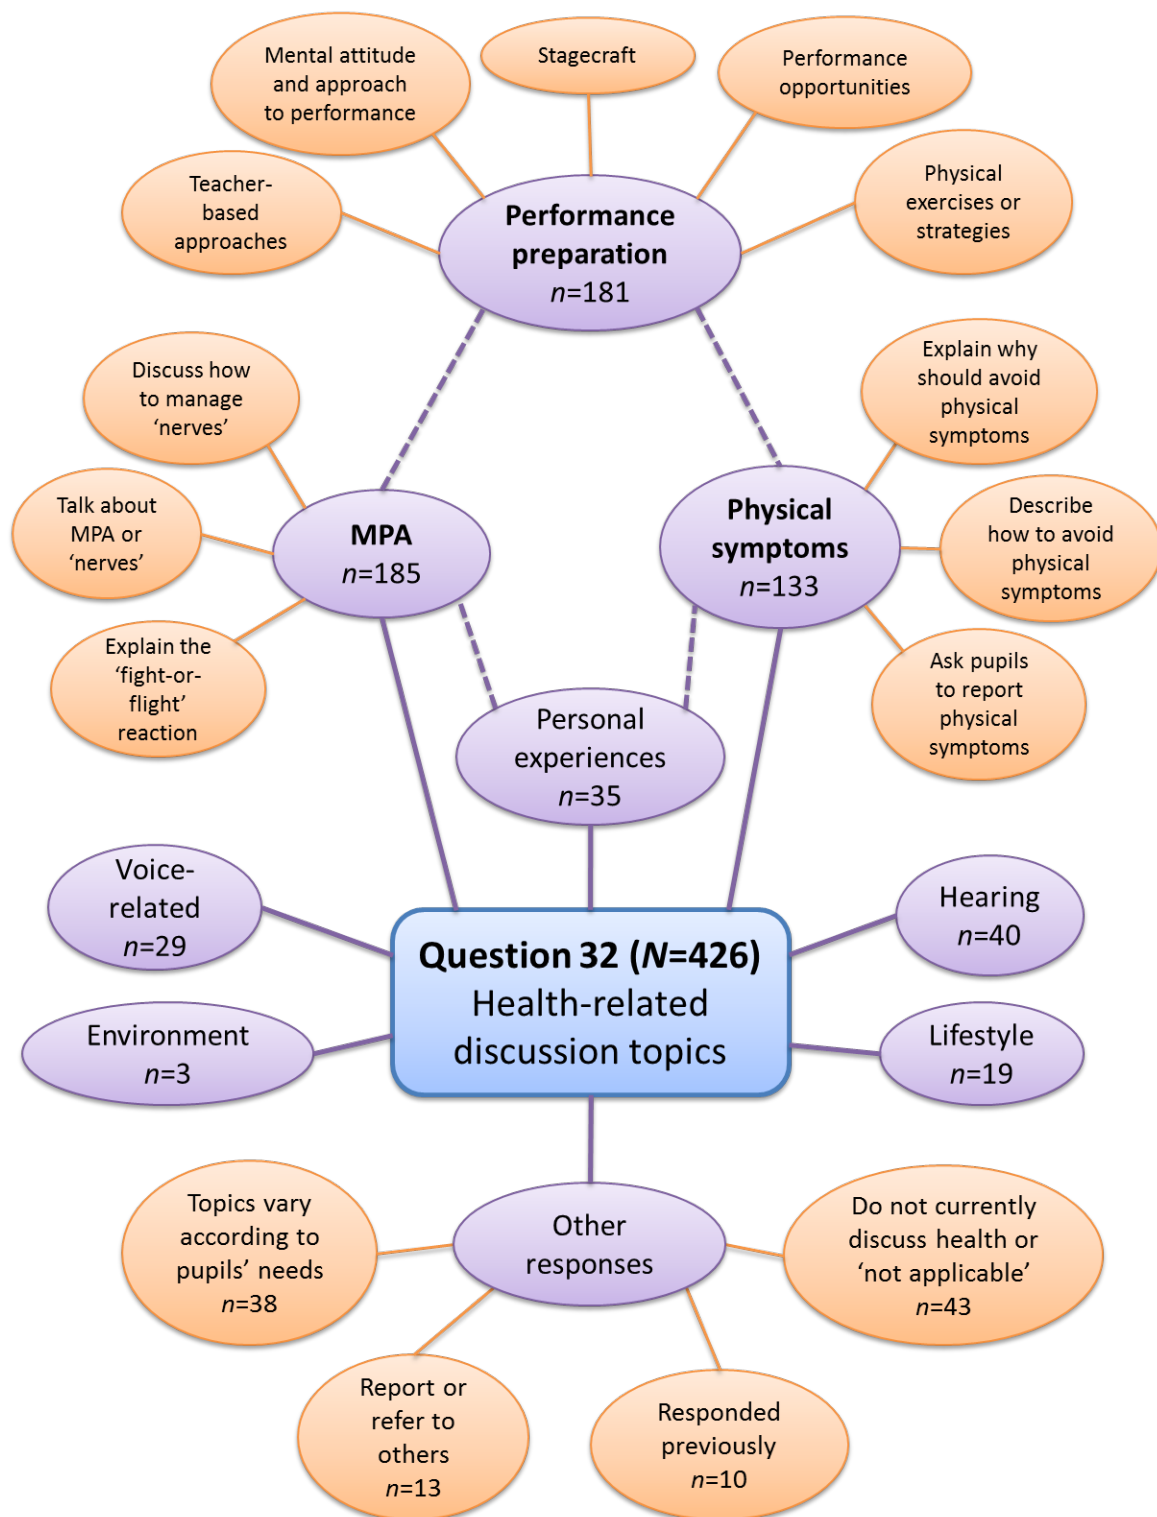 Mental attitude
and approach
to performance
Stagecraft
Performance
opportunities
Teacher-
based
approaches
Performance
preparation
n=181
Physical
exercises or
strategies
Discuss how
to manage
‘nerves’
Explain why
should avoid
physical
symptoms
Talk about
MPA or
‘nerves’
MPA
n=185
Physical
symptoms
n=133
Describe
how to avoid
physical
symptoms
Explain the
‘fight-or-
flight’
reaction
Personal
experiences
n=35
Ask pupils
to report
physical
symptoms
Voice-
related
n=29
Hearing
n=40
Question 32 (N=426)
Health-related
discussion topics
Environment
n=3
Lifestyle
n=19
Topics vary
according to
pupils’ needs
n=38
Other
responses
Do not currently
discuss health or
‘not applicable’
n=43
Report or
refer to
others
n=13
Responded
previously
n=10